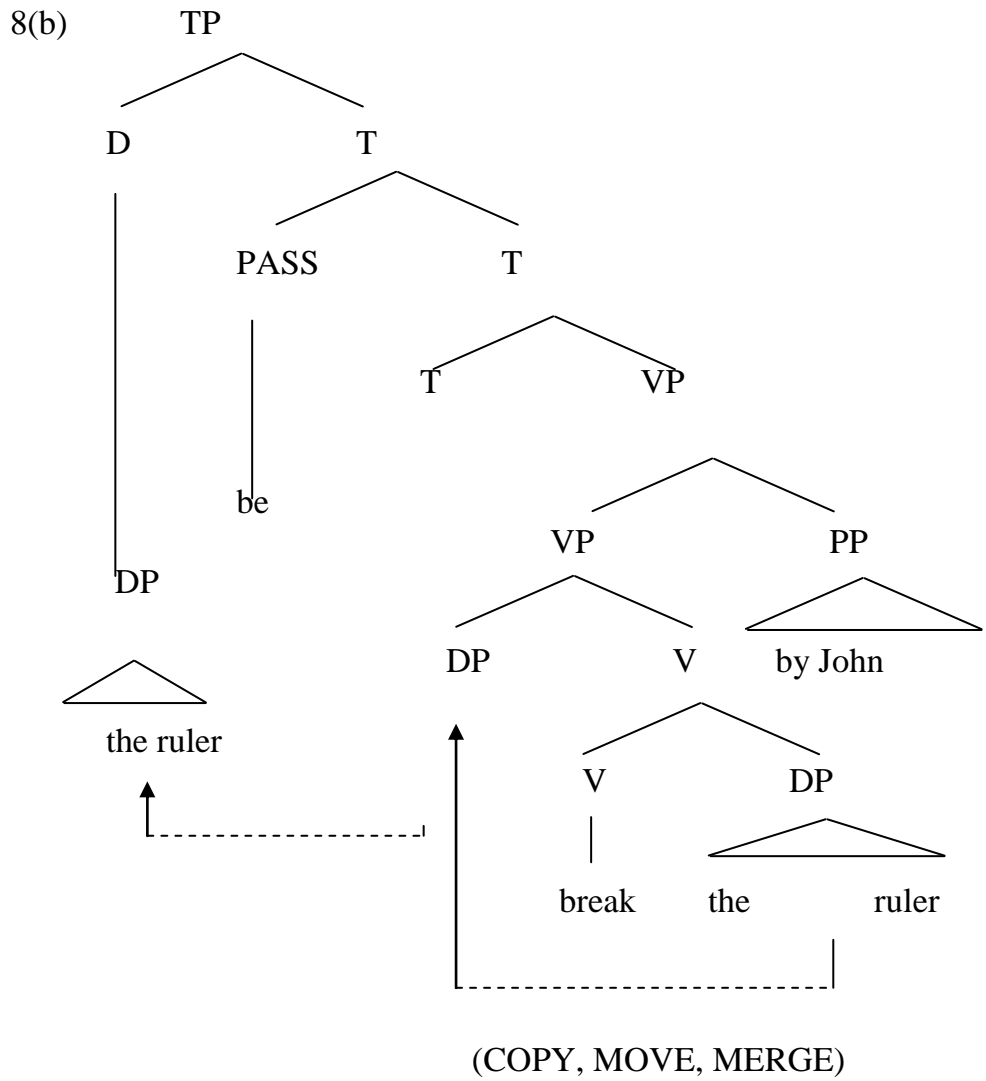 8(b) TP
D T
PASS T
T VP
be
VP PP
DP
DP V by John
the ruler
V DP
break the ruler
(COPY, MOVE, MERGE)